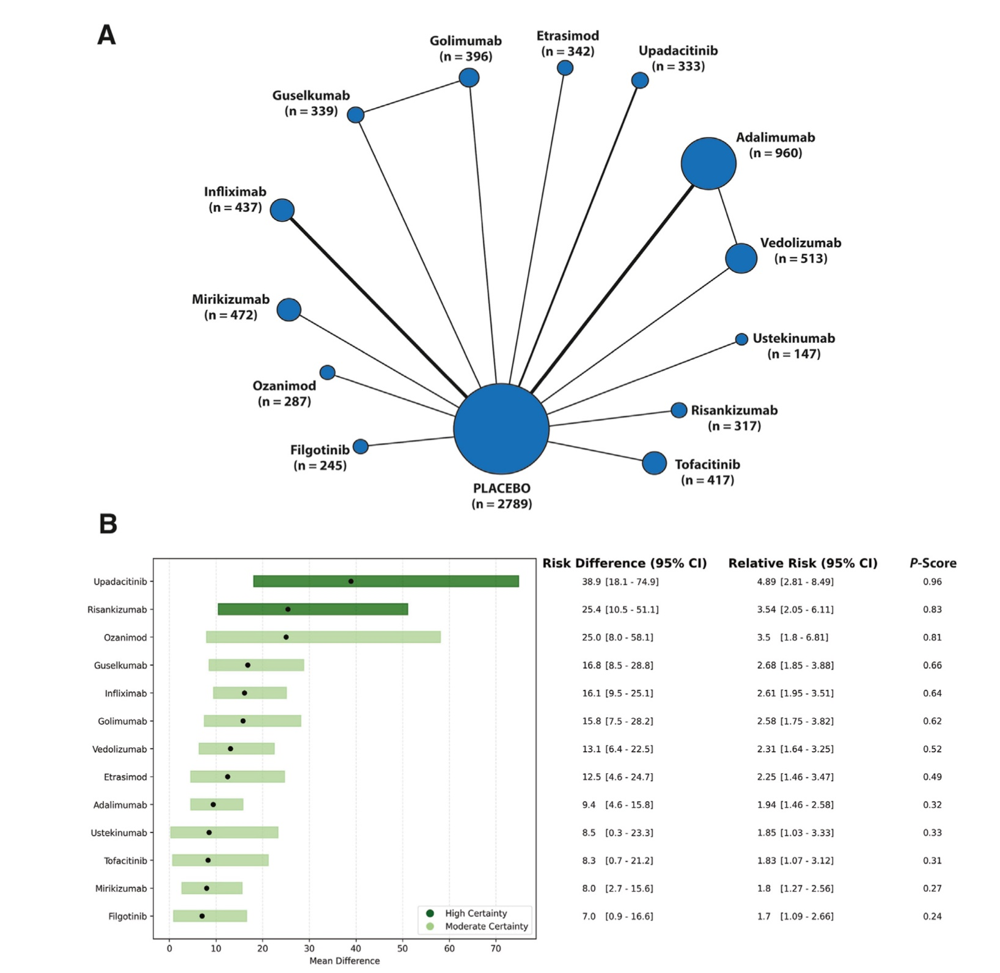 A
Golimumab
(n = 396)
Etrasimod
(n = 342)
Upadacitinib
(n = 333)
Guselkumab
(n = 339)
Adalimumab
(n = 960)
Infliximab
(n = 437)
Vedolizumab
(n = 513)
Mirikizumab
(n = 472)
Ustekinumab
(n = 147)
Ozanimod
(n = 287)
Risankizumab
(n = 317)
Filgotinib
(n = 245)
Tofacitinib
(n = 417)
PLACEBO
(n = 2789)
B
Risk Difference (95% CI) Relative Risk (95% CI) P-Score
Upadacitinib 38.9 [18.1 - 74.9] 4.89 [2.81 - 8.49] 0.96
Risankizumab 25.4 [10.5 - 51.1] 3.54 [2.05 - 6.11] 0.83
Ozanimod 25.0 [8.0 - 58.1] 3.5 [1.8 - 6.81] 0.81
Guselkumab 16.8 [8.5 - 28.8] 2.68 [1.85 - 3.88] 0.66
Infliximab 16.1 [9.5 - 25.1] 2.61 [1.95 - 3.51] 0.64
Golimumab 15.8 [7.5 - 28.2] 2.58 [1.75 - 3.82] 0.62
Vedolizumab 13.1 [6.4 - 22.5] 2.31 [1.64 - 3.25] 0.52
Etrasimod 12.5 [4.6 - 24.7] 2.25 [1.46 - 3.47] 0.49
Adalimumab 9.4 [4.6 - 15.8] 1.94 [1.46 - 2.58] 0.32
Ustekinumab 8.5 [0.3 - 23.3] 1.85 [1.03 - 3.33] 0.33
Tofacitinib 8.3 [0.7 - 21.2] 1.83 [1.07 - 3.12] 0.31
Mirikizumab 8.0 [2.7 - 15.6] 1.8 [1.27 - 2.56] 0.27
Filgotinib 7.0 [0.9 - 16.6] 1.7 [1.09 - 2.66] 0.24
High Certainty
Moderate Certainty
0 10 20 30 40 50 60 70
Mean Difference